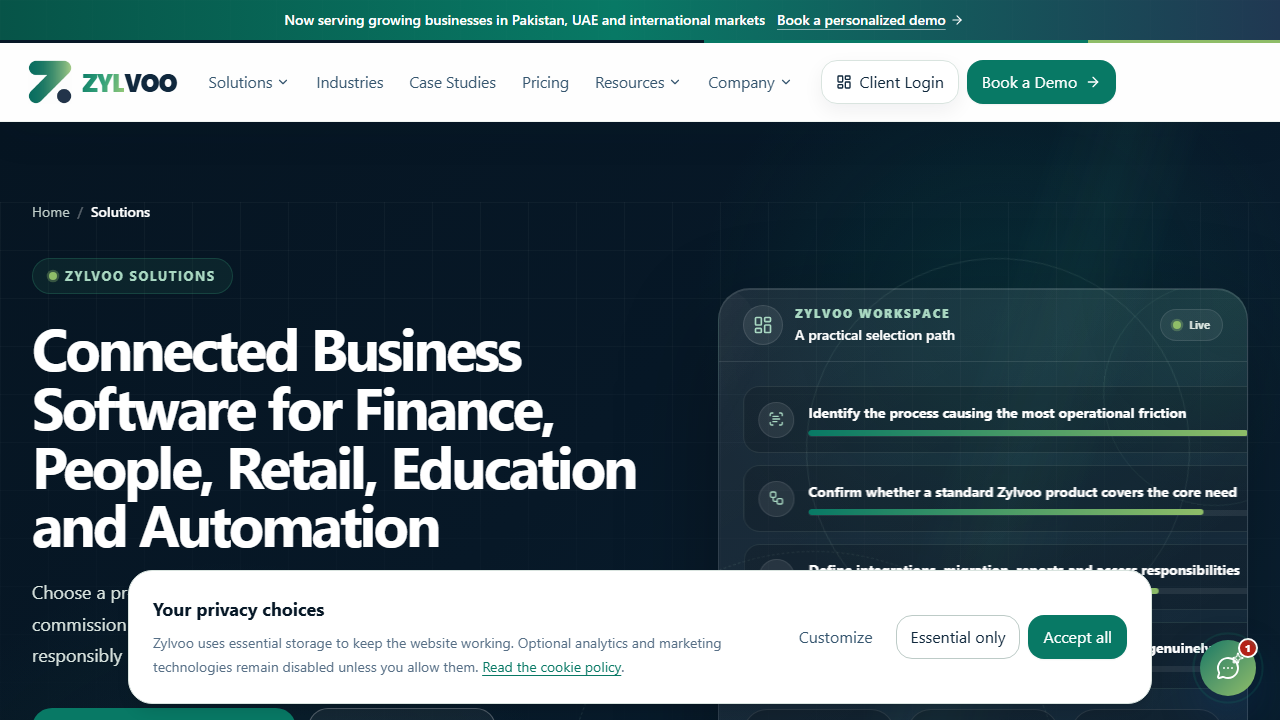 Now serving growing businesses in Pakistan, UAE and international markets Book a personalized demo
ZYLVOO Solutions Industries Case Studies Pricing Resources Company Client Login Book a Demo
Home / Solutions
ZYLVOO SOLUTIONS
Connected Business
Software for Finance,
People, Retail, Education
and Automation
Choose a
commission
responsibly
ZYLVOO WORKSPACE
A practical selection path
Live
Identify the process causing the most operational friction
Confirm whether a standard Zylvoo product covers the core need
Define integrations, migration, reports and access responsibilities
genuinely
Your privacy choices
Zylvoo uses essential storage to keep the website working. Optional analytics and marketing
technologies remain disabled unless you allow them. Read the cookie policy.
Customize Essential only Accept all
1